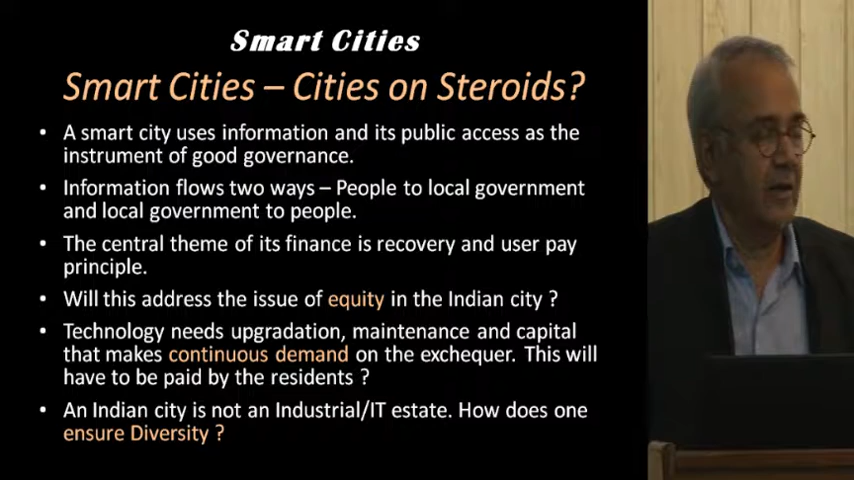 Smart Cities
Smart Cities – Cities on Steroids?
• A smart city uses information and its public access as the
instrument of good governance.
• Information flows two ways – People to local government
and local government to people.
• The central theme of its finance is recovery and user pay
principle.
• Will this address the issue of equity in the Indian city ?
• Technology needs upgradation, maintenance and capital
that makes continuous demand on the exchequer. This will
have to be paid by the residents ?
• An Indian city is not an Industrial/IT estate. How does one
ensure Diversity ?